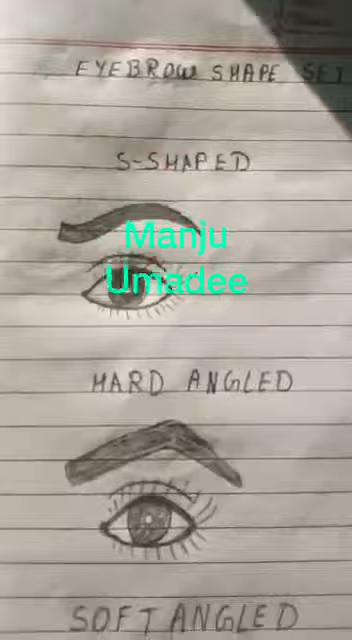 EYEBROW SHAPE SET
S-SHAPED
Manju
Umadee
HARD ANGLED
SOFT ANGLED